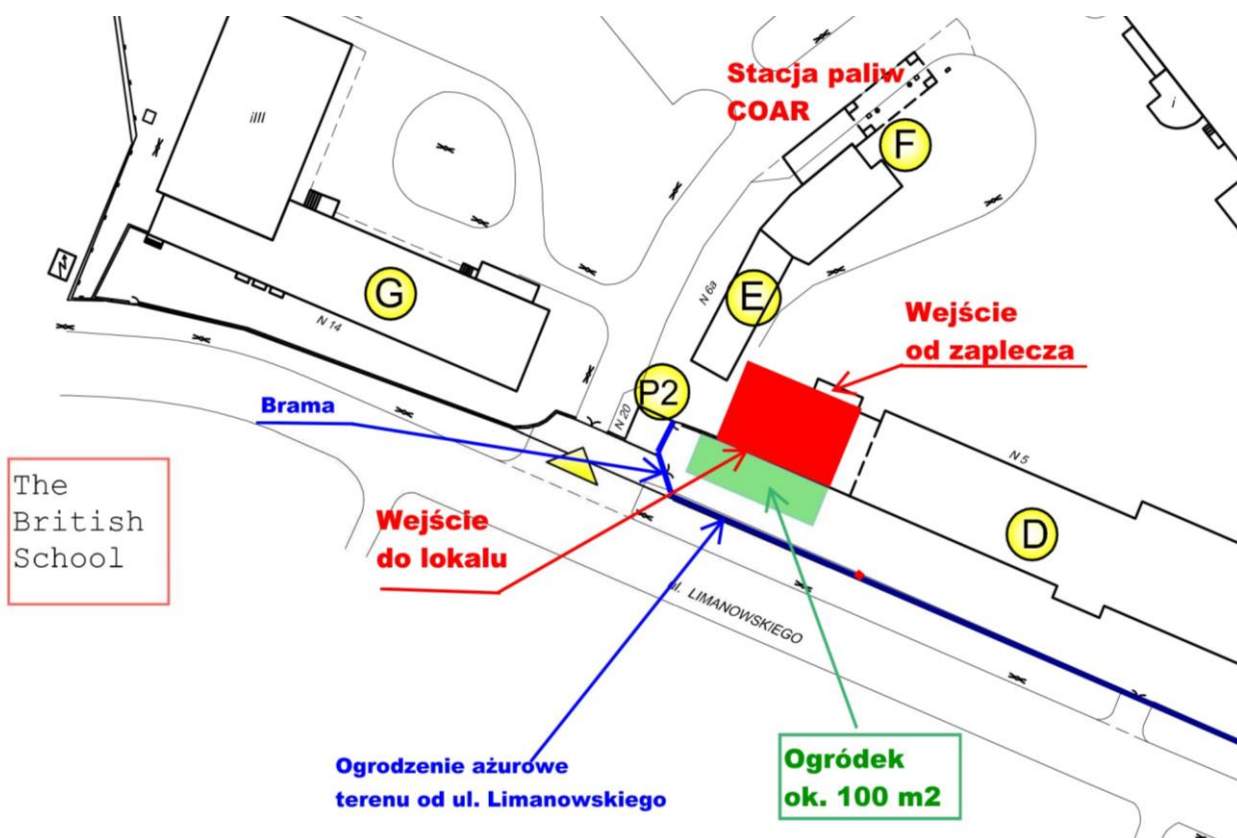 Stacja paliw
COAR
iIII
i
F
G
N 14
N 6a
E
Wejście
od zaplecza
P2
N 20
Brama
N 5
The
British
School
Wejście
do lokalu
D
ul. LIMANOWSKIEGO
Ogrodzenie ażurowe
terenu od ul. Limanowskiego
Ogródek
ok. 100 m2